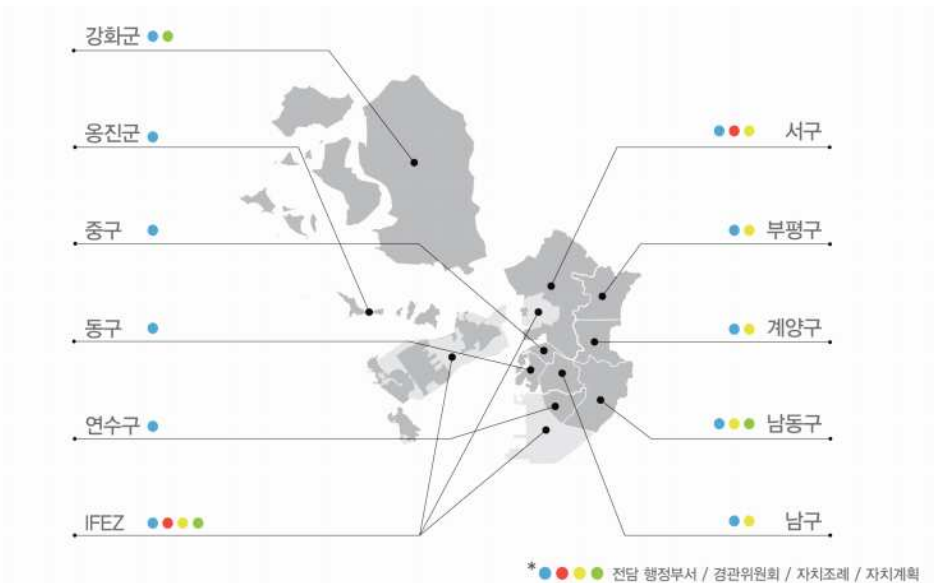 강화군
옹진군
중구
동구
연수구
IFEZ
서구
부평구
계양구
남동구
남구
* 전담 행정부서 / 경관위원회 / 자치조례 / 자치계획